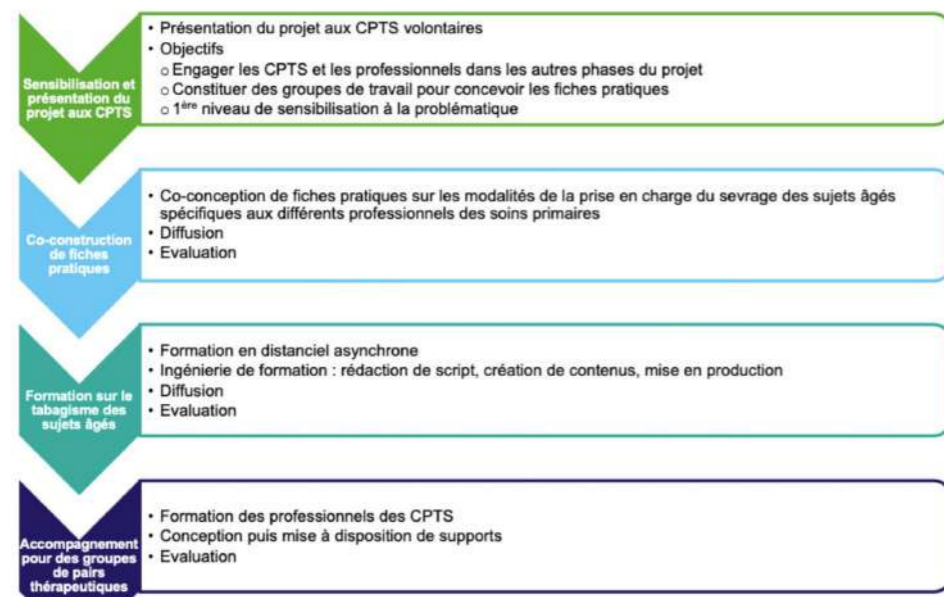 Sensibilisation et
présentation du
projet aux CPTS
• Présentation du projet aux CPTS volontaires
• Objectifs
o Engager les CPTS et les professionnels dans les autres phases du projet
o Constituer des groupes de travail pour concevoir les fiches pratiques
o 1ère niveau de sensibilisation à la problématique
Co-construction
de fiches
pratiques
• Co-conception de fiches pratiques sur les modalités de la prise en charge du sevrage des sujets âgés
spécifiques aux différents professionnels des soins primaires
• Diffusion
• Evaluation
Formation sur le
tabagisme des
sujets âgés
• Formation en distanciel asynchrone
• Ingénierie de formation : rédaction de script, création de contenus, mise en production
• Diffusion
• Evaluation
Accompagnement
pour des groupes
de pairs
thérapeutiques
• Formation des professionnels des CPTS
• Conception puis mise à disposition de supports
• Evaluation